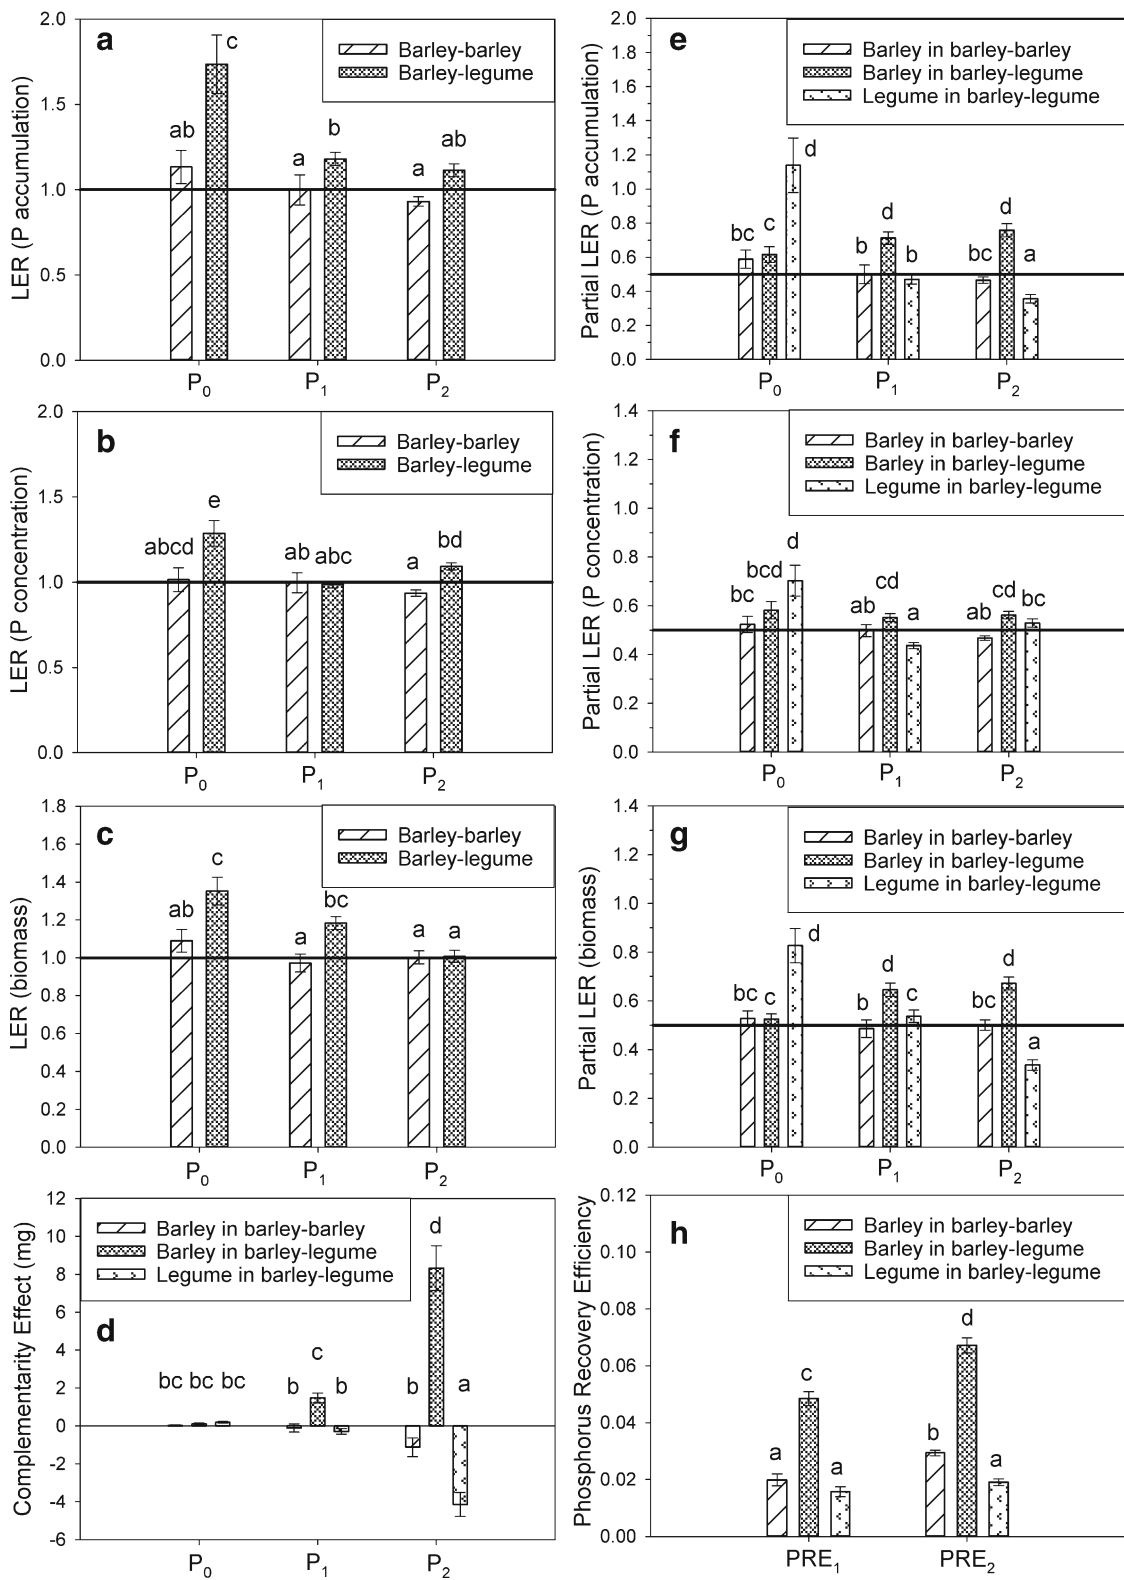 a
Barley-barley
Barley-legume
LER (P accumulation)
2.0
1.5
1.0
0.5
0.0
ab
c
a
b
a
ab
P0
P1
P2
b
Barley-barley
Barley-legume
LER (P concentration)
2.0
1.5
1.0
0.5
0.0
abcd
e
ab
abc
a
bd
P0
P1
P2
c
Barley-barley
Barley-legume
LER (biomass)
1.8
1.6
1.4
1.2
1.0
0.8
0.6
0.4
0.2
0.0
ab
c
a
bc
a
a
P0
P1
P2
d
Barley in barley-barley
Barley in barley-legume
Legume in barley-legume
Complementarity Effect (mg)
12
10
8
6
4
2
0
-2
-4
-6
bc bc bc
b
c
b
b
d
a
P0
P1
P2
e
Barley in barley-barley
Barley in barley-legume
Legume in barley-legume
Partial LER (P accumulation)
2.0
1.8
1.6
1.4
1.2
1.0
0.8
0.6
0.4
0.2
0.0
bc
c
d
b
d
b
bc
d
a
P0
P1
P2
f
Barley in barley-barley
Barley in barley-legume
Legume in barley-legume
Partial LER (P concentration)
1.4
1.2
1.0
0.8
0.6
0.4
0.2
0.0
bc
bcd
d
ab
cd
a
ab
cd
bc
P0
P1
P2
g
Barley in barley-barley
Barley in barley-legume
Legume in barley-legume
Partial LER (biomass)
1.4
1.2
1.0
0.8
0.6
0.4
0.2
0.0
bc
c
d
b
d
c
bc
d
a
P0
P1
P2
h
Barley in barley-barley
Barley in barley-legume
Legume in barley-legume
Phosphorus Recovery Efficiency
0.12
0.10
0.08
0.06
0.04
0.02
0.00
a
c
a
b
d
a
PRE1
PRE2